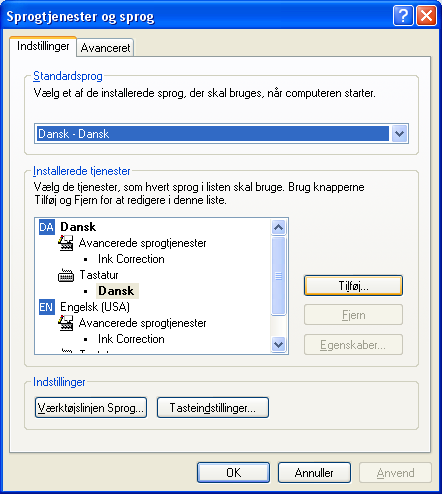 Sprogtjenester og sprog
Indstillinger Avanceret
Standardsprog
Vælg et af de installerede sprog, der skal bruges, når computeren starter.
Dansk - Dansk
Installerede tjenester
Vælg de tjenester, som hvert sprog i listen skal bruge. Brug knapperne
Tilføj og Fjern for at redigere i denne liste.
DA Dansk
Avancerede sprogtjenester
• Ink Correction
Tastatur
• Dansk
EN Engelsk (USA)
Avancerede sprogtjenester
• Ink Correction
Tastatur
Tilføj...
Fjern
Egenskaber...
Indstillinger
Værktøjslinjen Sprog...
Tasteindstillinger...
OK
Annuller
Anvend